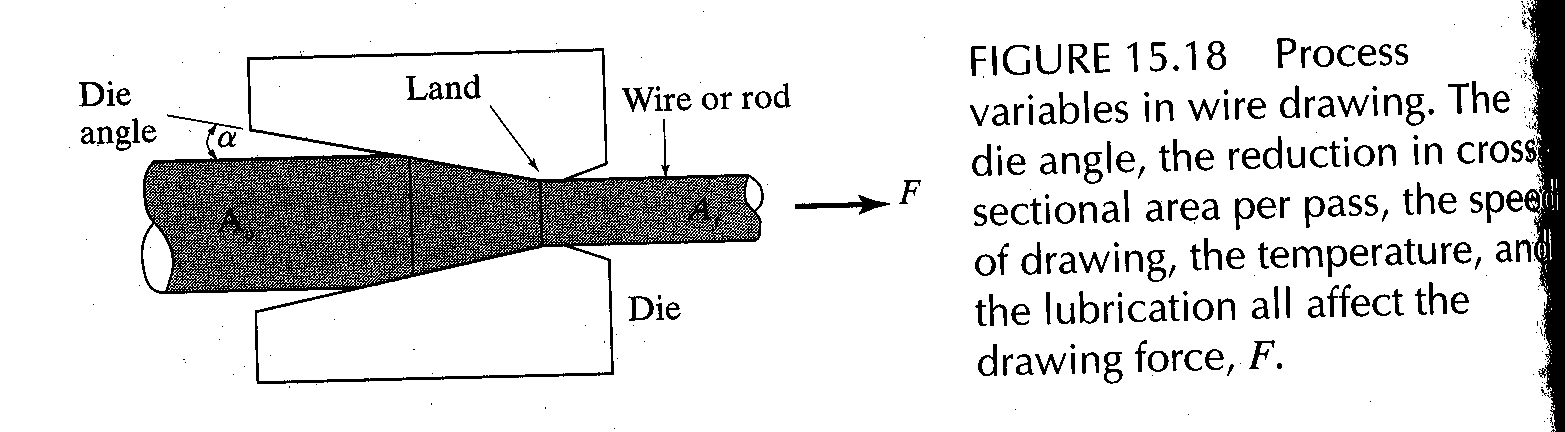 Die
angle
α
Land
Wire or rod
F
Die
FIGURE 15.18 Process
variables in wire drawing. The
die angle, the reduction in cross
sectional area per pass, the speed
of drawing, the temperature, and
the lubrication all affect the
drawing force, F.